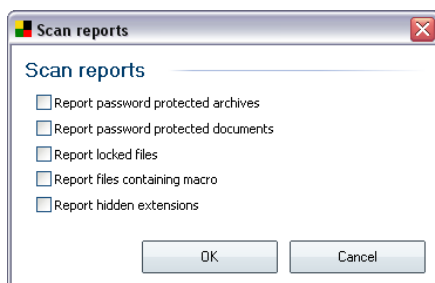 Scan reports
Scan reports
Report password protected archives
Report password protected documents
Report locked files
Report files containing macro
Report hidden extensions
OK Cancel